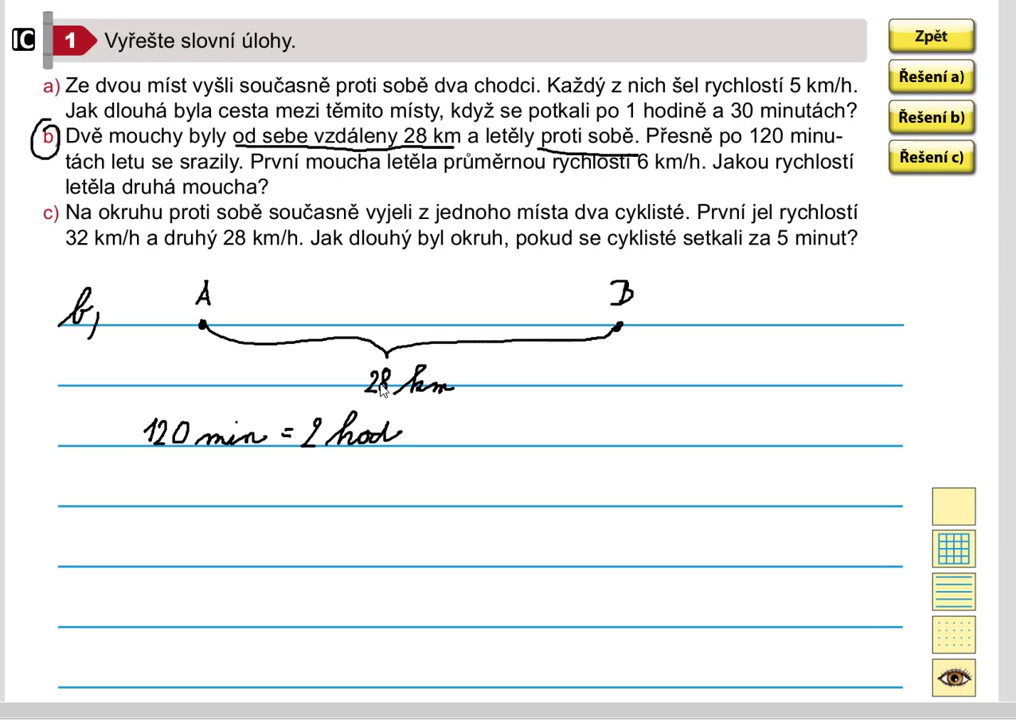 IC 1 Vyřešte slovní úlohy.
Zpět
Řešení a)
Řešení b)
Řešení c)
a) Ze dvou míst vyšli současně proti sobě dva chodci. Každý z nich šel rychlostí 5 km/h.
Jak dlouhá byla cesta mezi těmito místy, když se potkali po 1 hodině a 30 minutách?
b) Dvě mouchy byly od sebe vzdáleny 28 km a letěly proti sobě. Přesně po 120 minu-
tách letu se srazily. První moucha letěla průměrnou rychlostí 6 km/h. Jakou rychlostí
letěla druhá moucha?
c) Na okruhu proti sobě současně vyjeli z jednoho místa dva cyklisté. První jel rychlostí
32 km/h a druhý 28 km/h. Jak dlouhý byl okruh, pokud se cyklisté setkali za 5 minut?
b, A B
28 km
120 min = 2 hod